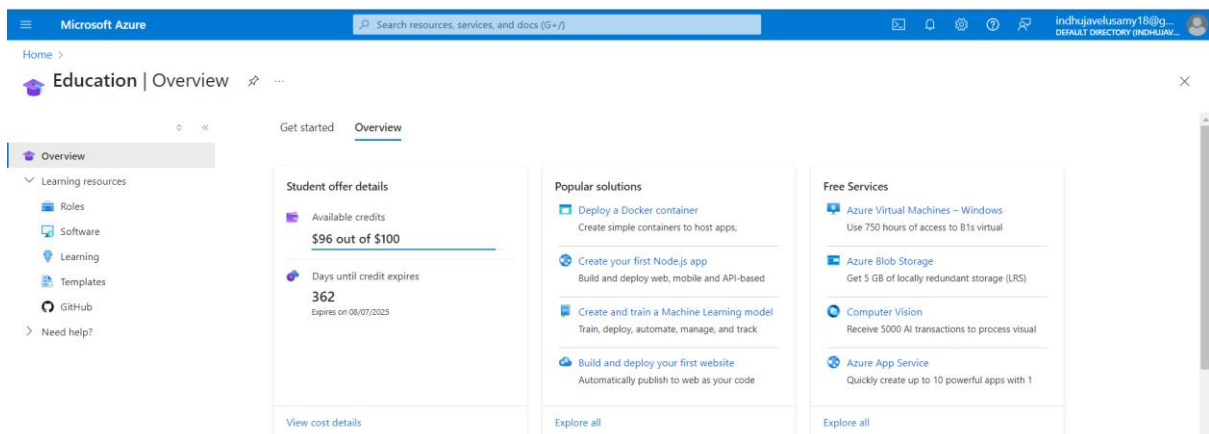 Microsoft Azure
Search resources, services, and docs (G+/)
indhujavelusamy18@g...
DEFAULT DIRECTORY (INDHUJAV...
Home >
Education | Overview
...
Get started
Overview
Overview
Learning resources
Roles
Software
Learning
Templates
GitHub
Need help?
Student offer details
Available credits
$96 out of $100
Days until credit expires
362
Expires on 08/07/2025
View cost details
Popular solutions
Deploy a Docker container
Create simple containers to host apps,
Create your first Node.js app
Build and deploy web, mobile and API-based
Create and train a Machine Learning model
Train, deploy, automate, manage, and track
Build and deploy your first website
Automatically publish to web as your code
Explore all
Free Services
Azure Virtual Machines – Windows
Use 750 hours of access to B1s virtual
Azure Blob Storage
Get 5 GB of locally redundant storage (LRS)
Computer Vision
Receive 5000 AI transactions to process visual
Azure App Service
Quickly create up to 10 powerful apps with 1
Explore all